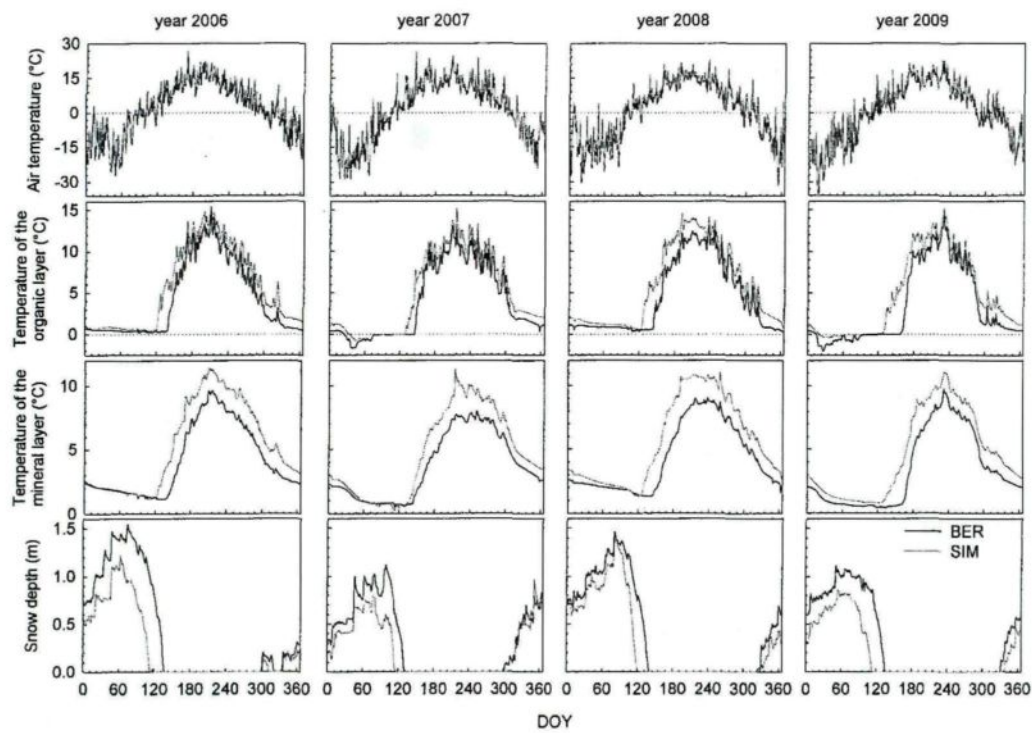 year 2006 year 2007 year 2008 year 2009
Air temperature (°C)
30
15
0
-15
-30
Temperature of the
organic layer (°C)
15
10
5
0
Temperature of the
mineral layer (°C)
10
5
0
Snow depth (m)
1.5
1.0
0.5
0.0
BER
SIM
0 60 120 180 240 300 360 0 60 120 180 240 300 360 0 60 120 180 240 300 360 0 60 120 180 240 300 360
DOY